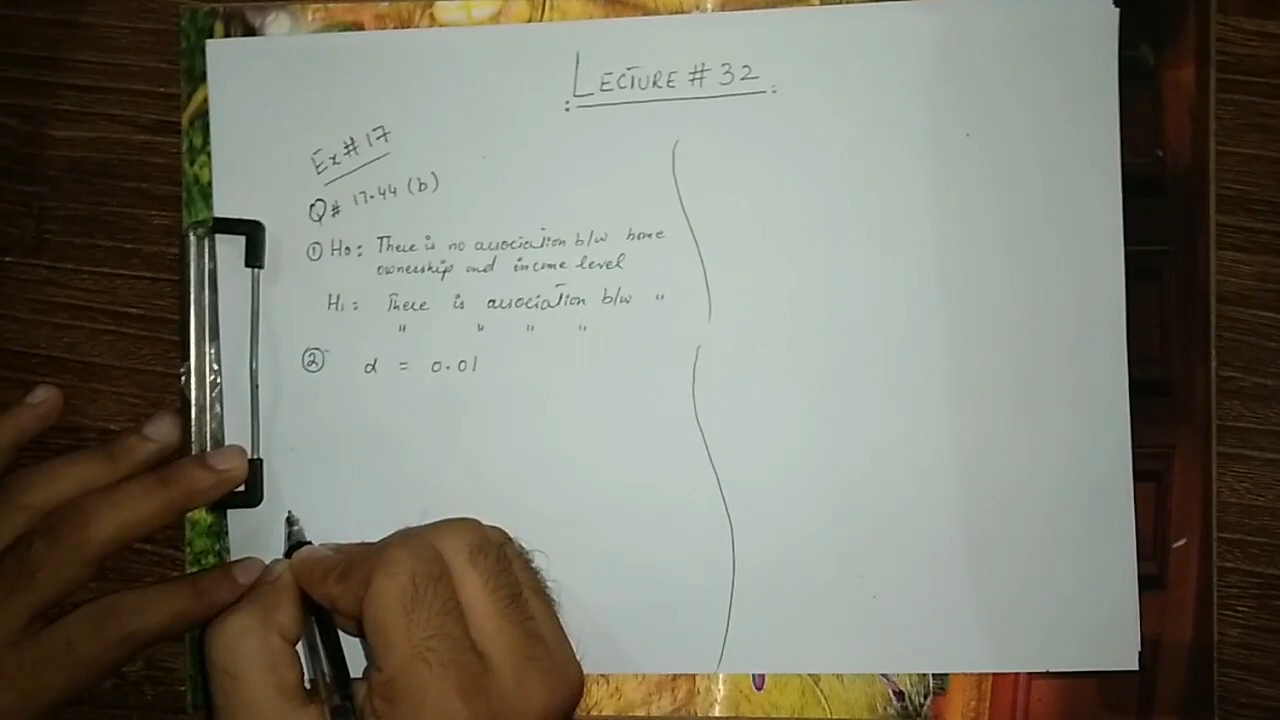 LECTURE # 32
Ex # 17
Q# 17.44 (b)
① H0: There is no association b/w home
ownership and income level
H1: There is association b/w "
" " " "
② α = 0.01